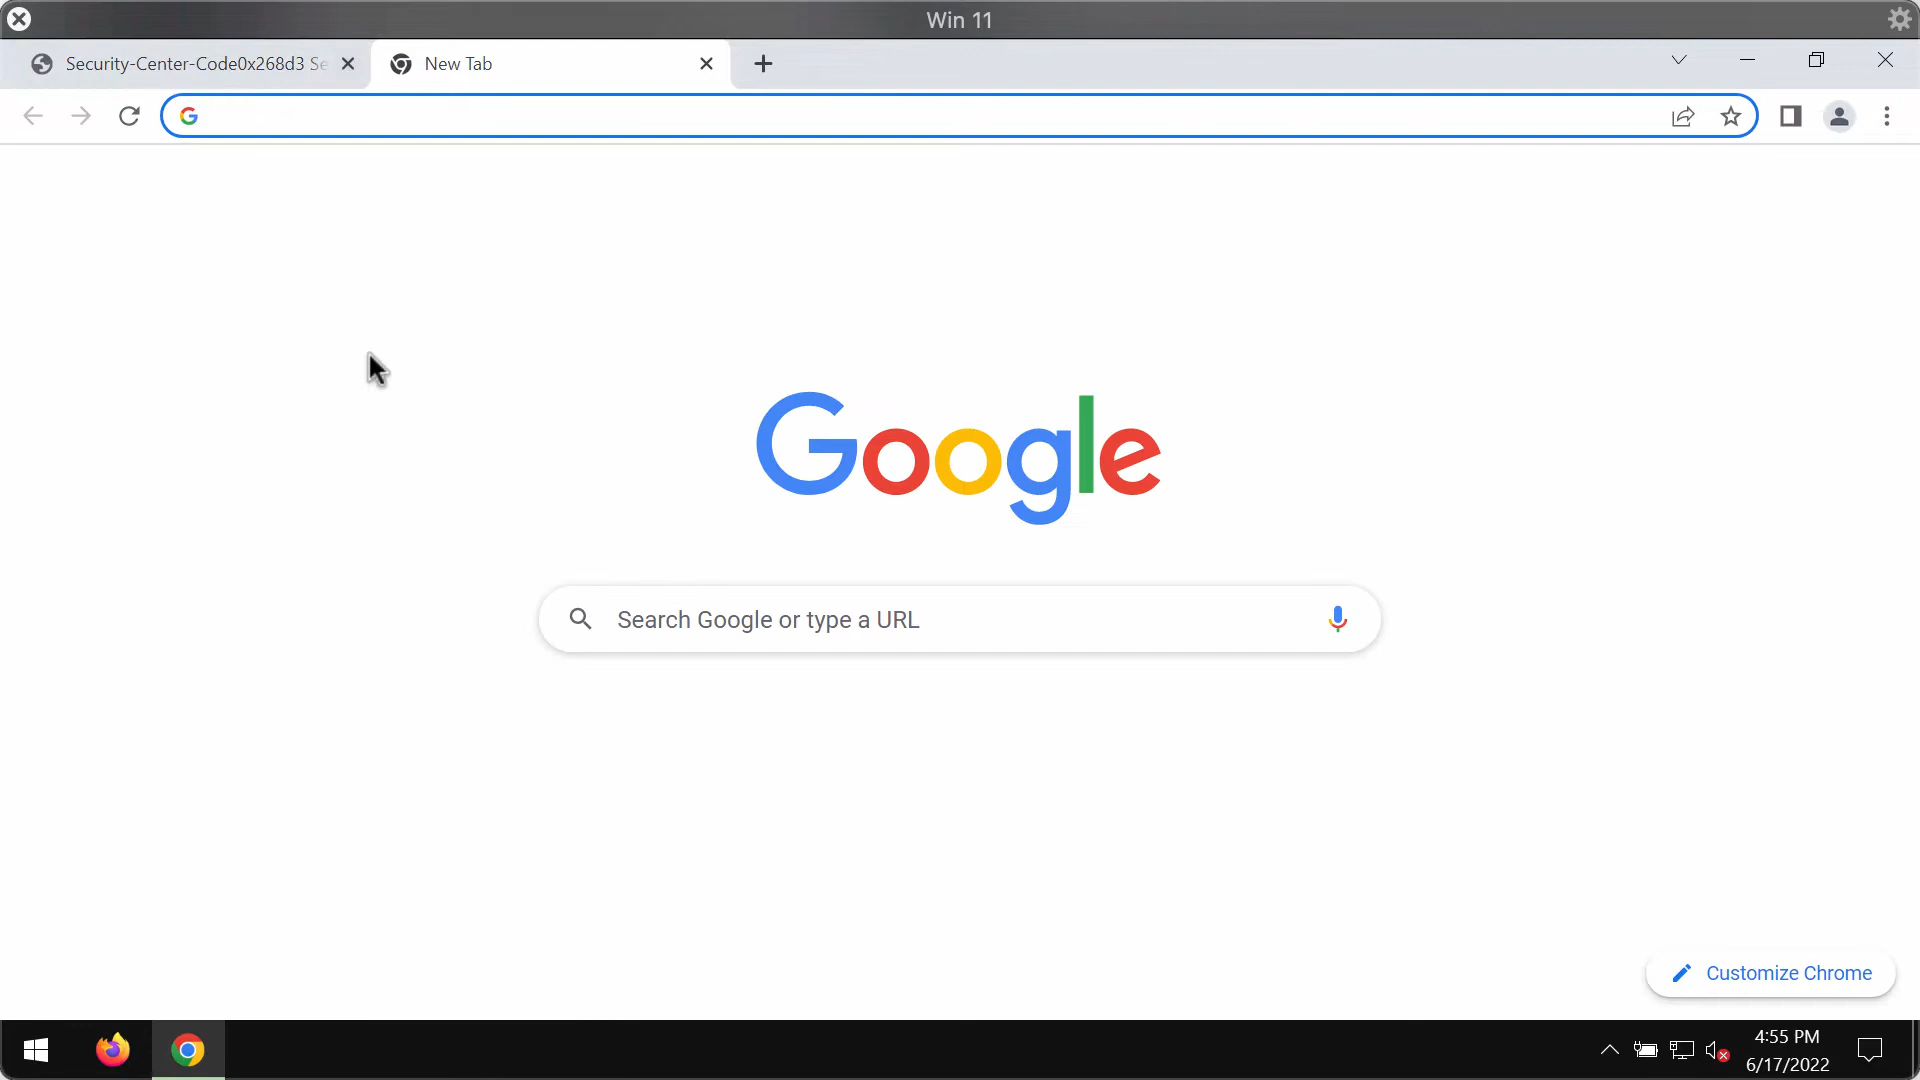 Win 11
Security-Center-Code0x268d3 Se
New Tab
Google
Search Google or type a URL
Customize Chrome
4:55 PM
6/17/2022